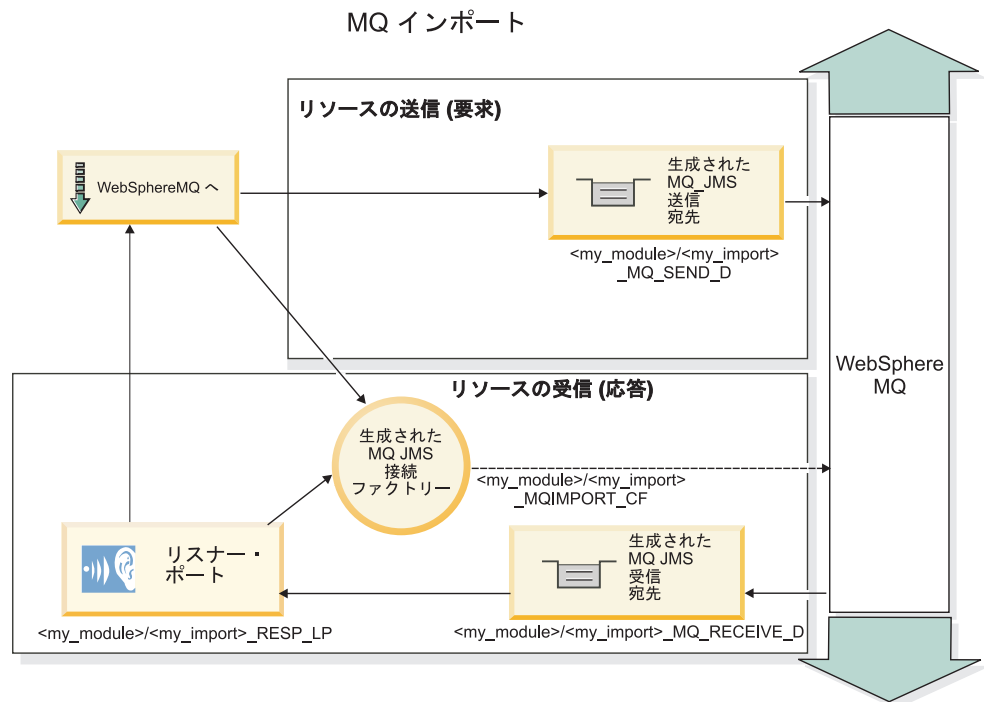 MQ インポート
リソースの送信 (要求)
WebSphereMQ へ
生成された
MQ_JMS
送信
宛先
<my_module>/<my_import>
_MQ_SEND_D
WebSphere
MQ
リソースの受信 (応答)
生成された
MQ JMS
接続
ファクトリー
<my_module>/<my_import>
_MQIMPORT_CF
リスナー・
ポート
<my_module>/<my_import>_RESP_LP
生成された
MQ JMS
受信
宛先
<my_module>/<my_import>_MQ_RECEIVE_D